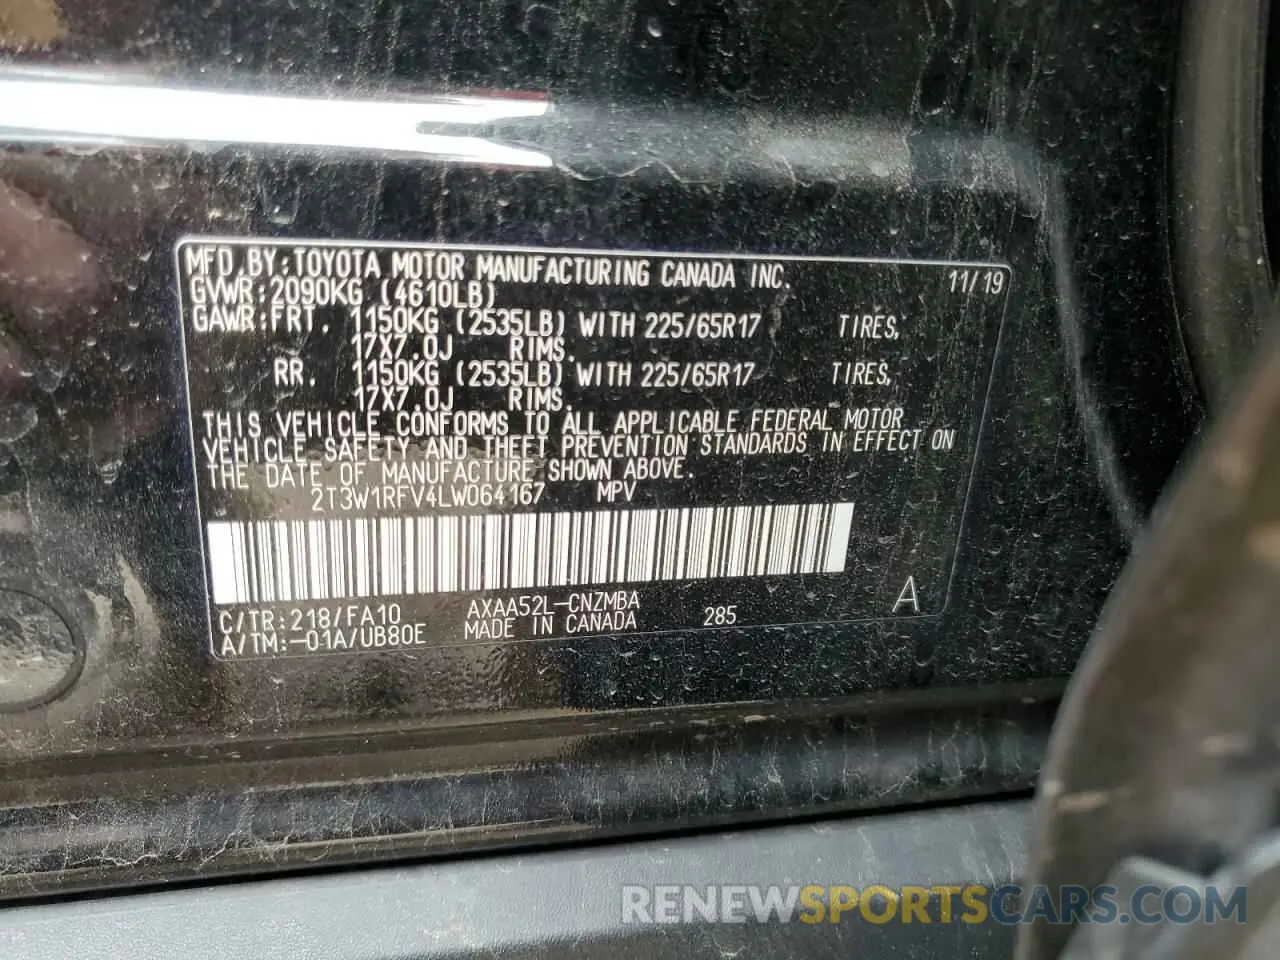 MFD.BY:TOYOTA MOTOR MANUFACTURING CANADA INC. 11/19
GVWR:2090KG (4610LB)
GAWR:FRT. 1150KG (2535LB) WITH 225/65R17 TIRES,
17X7.0J RIMS.
RR. 1150KG (2535LB) WITH 225/65R17 TIRES,
17X7.0J RIMS.
THIS VEHICLE CONFORMS TO ALL APPLICABLE FEDERAL MOTOR
VEHICLE SAFETY AND THEFT PREVENTION STANDARDS IN EFFECT ON
THE DATE OF MANUFACTURE SHOWN ABOVE.
2T3W1RFV4LW064167 MPV
C/TR:218/FA10 AXAA52L-CNZMBA 285 A
A/TM:-01A/UB80E MADE IN CANADA
RENEWSPORTSCARS.COM